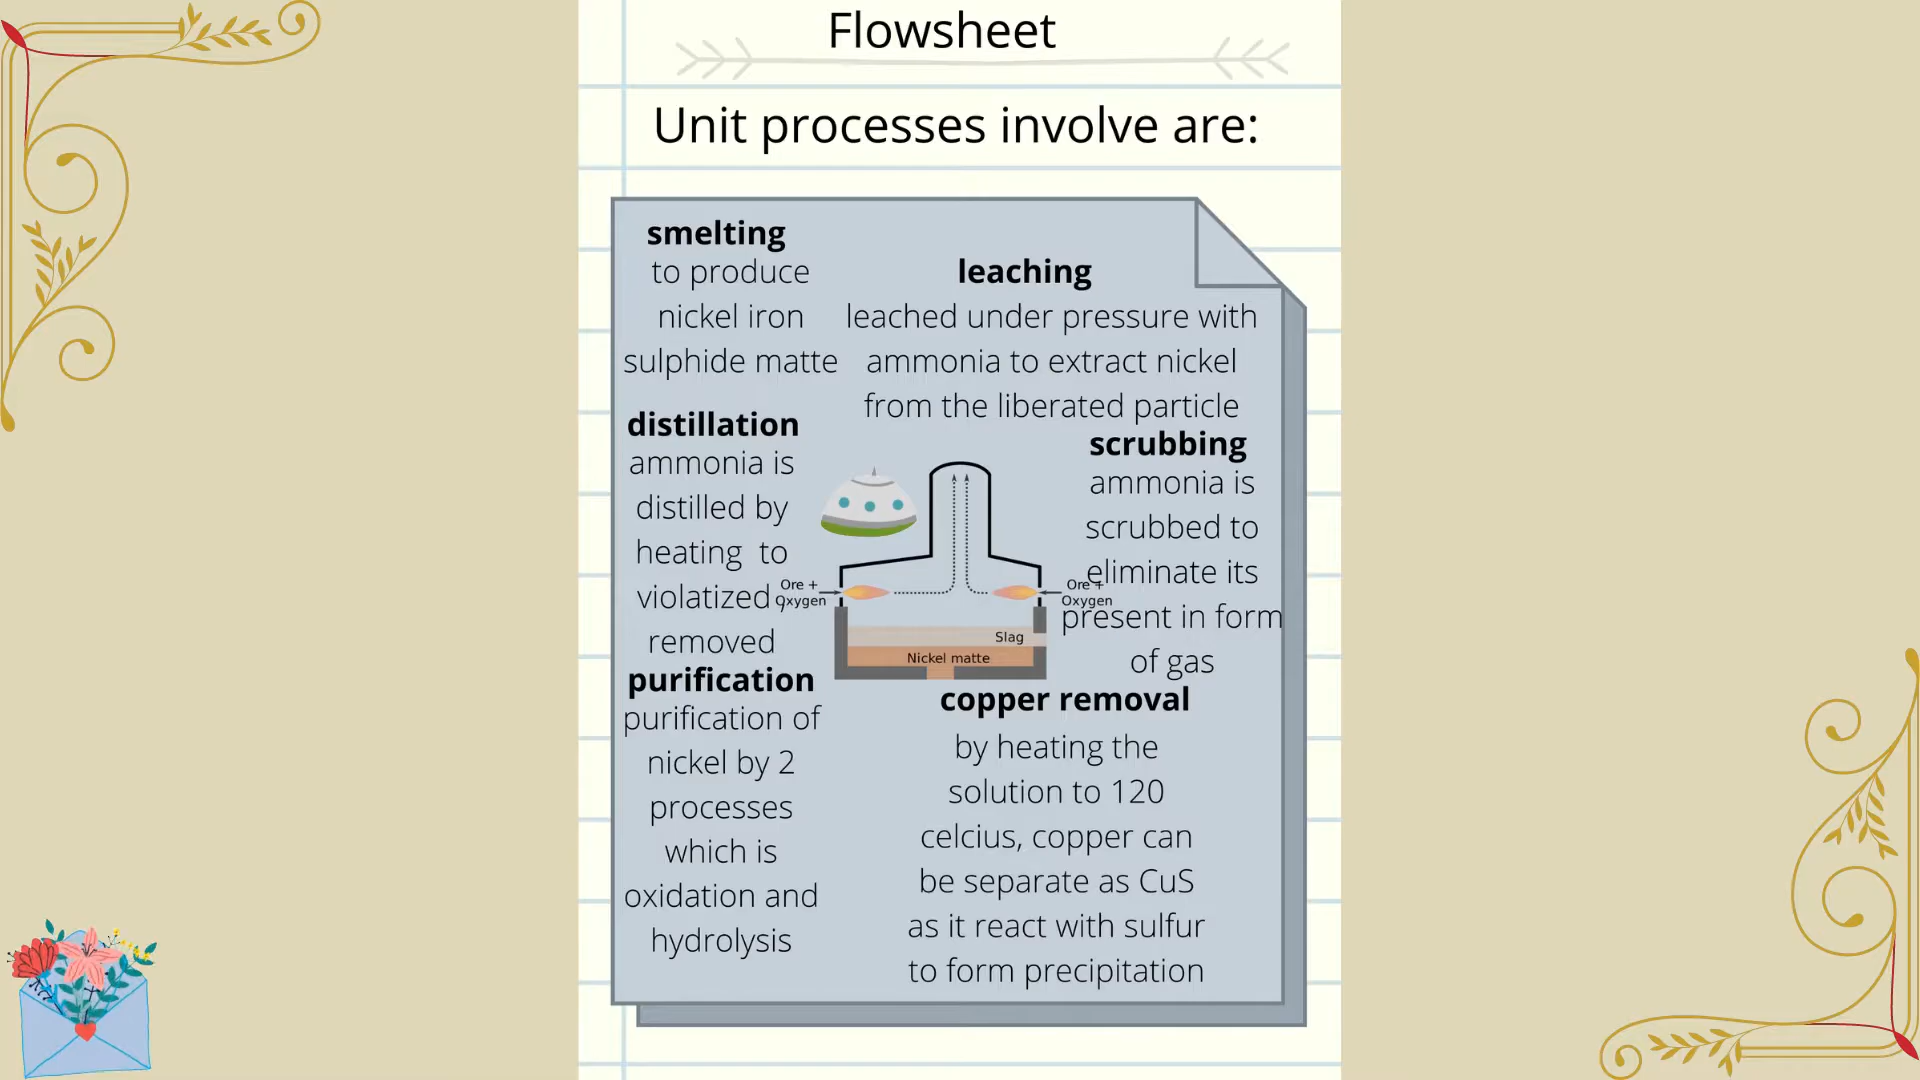 Flowsheet
Unit processes involve are:
smelting
to produce
nickel iron
sulphide matte
leaching
leached under pressure with
ammonia to extract nickel
from the liberated particle
distillation
ammonia is
distilled by
heating to
violatized ,
removed
scrubbing
ammonia is
scrubbed to
eliminate its
present in form
of gas
Ore +
Oxygen
Ore +
Oxygen
Slag
Nickel matte
purification
purification of
nickel by 2
processes
which is
oxidation and
hydrolysis
copper removal
by heating the
solution to 120
celcius, copper can
be separate as CuS
as it react with sulfur
to form precipitation